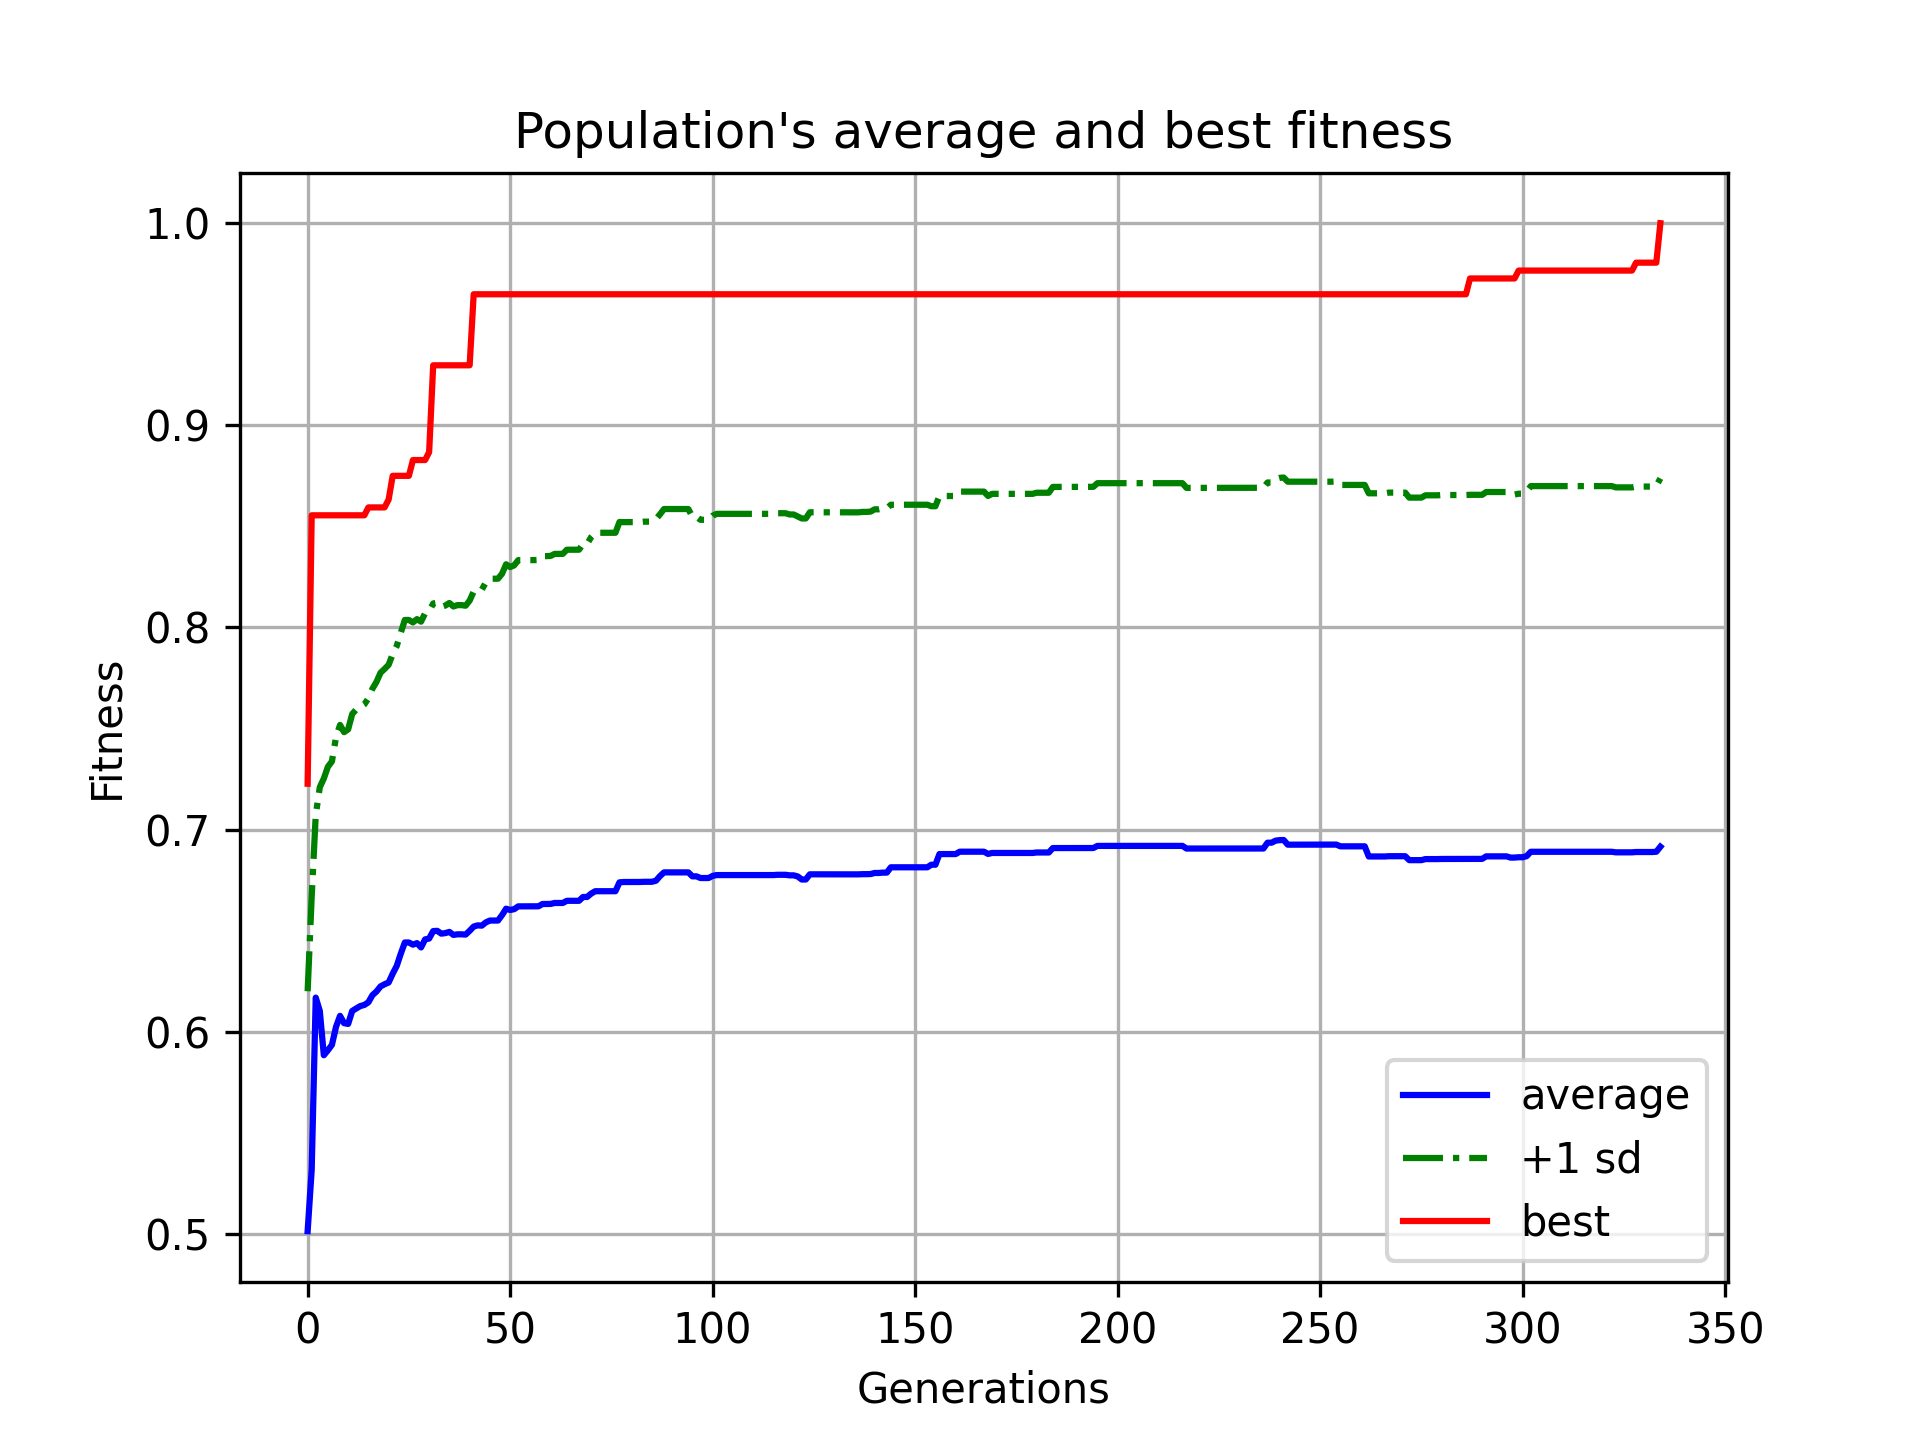 Population's average and best fitness
1.0
0.9
0.8
0.7
0.6
0.5
Fitness
average
+1 sd
best
0 50 100 150 200 250 300 350
Generations